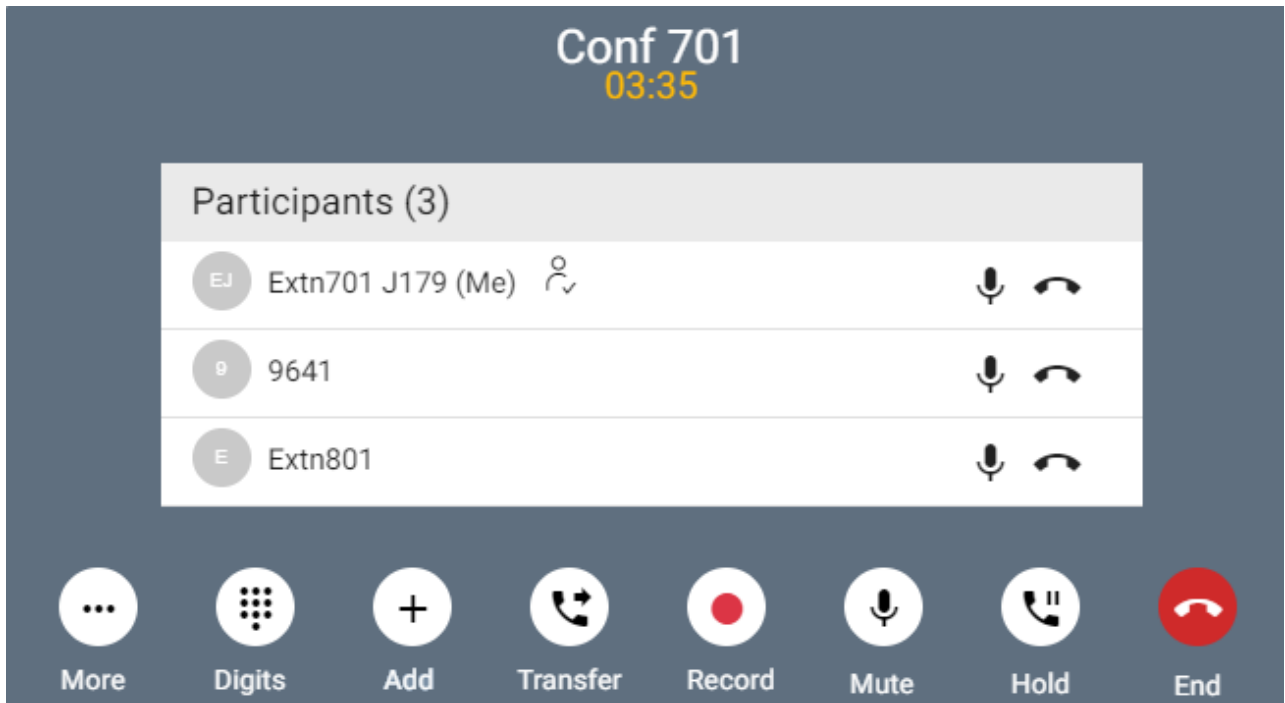 Conf 701
03:35
Participants (3)
EJ Extn701 J179 (Me)
9 9641
E Extn801
More Digits Add Transfer Record Mute Hold End